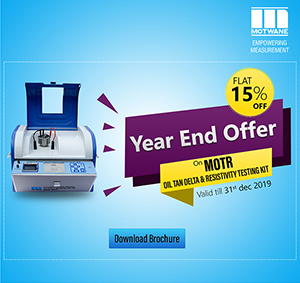 MOTWANE
EMPOWERING
MEASUREMENT
FLAT
15%
OFF
Year End Offer
On MOTR
OIL TAN DELTA & RESISTIVITY TESTING KIT
Valid till 31st dec 2019
Download Brochure